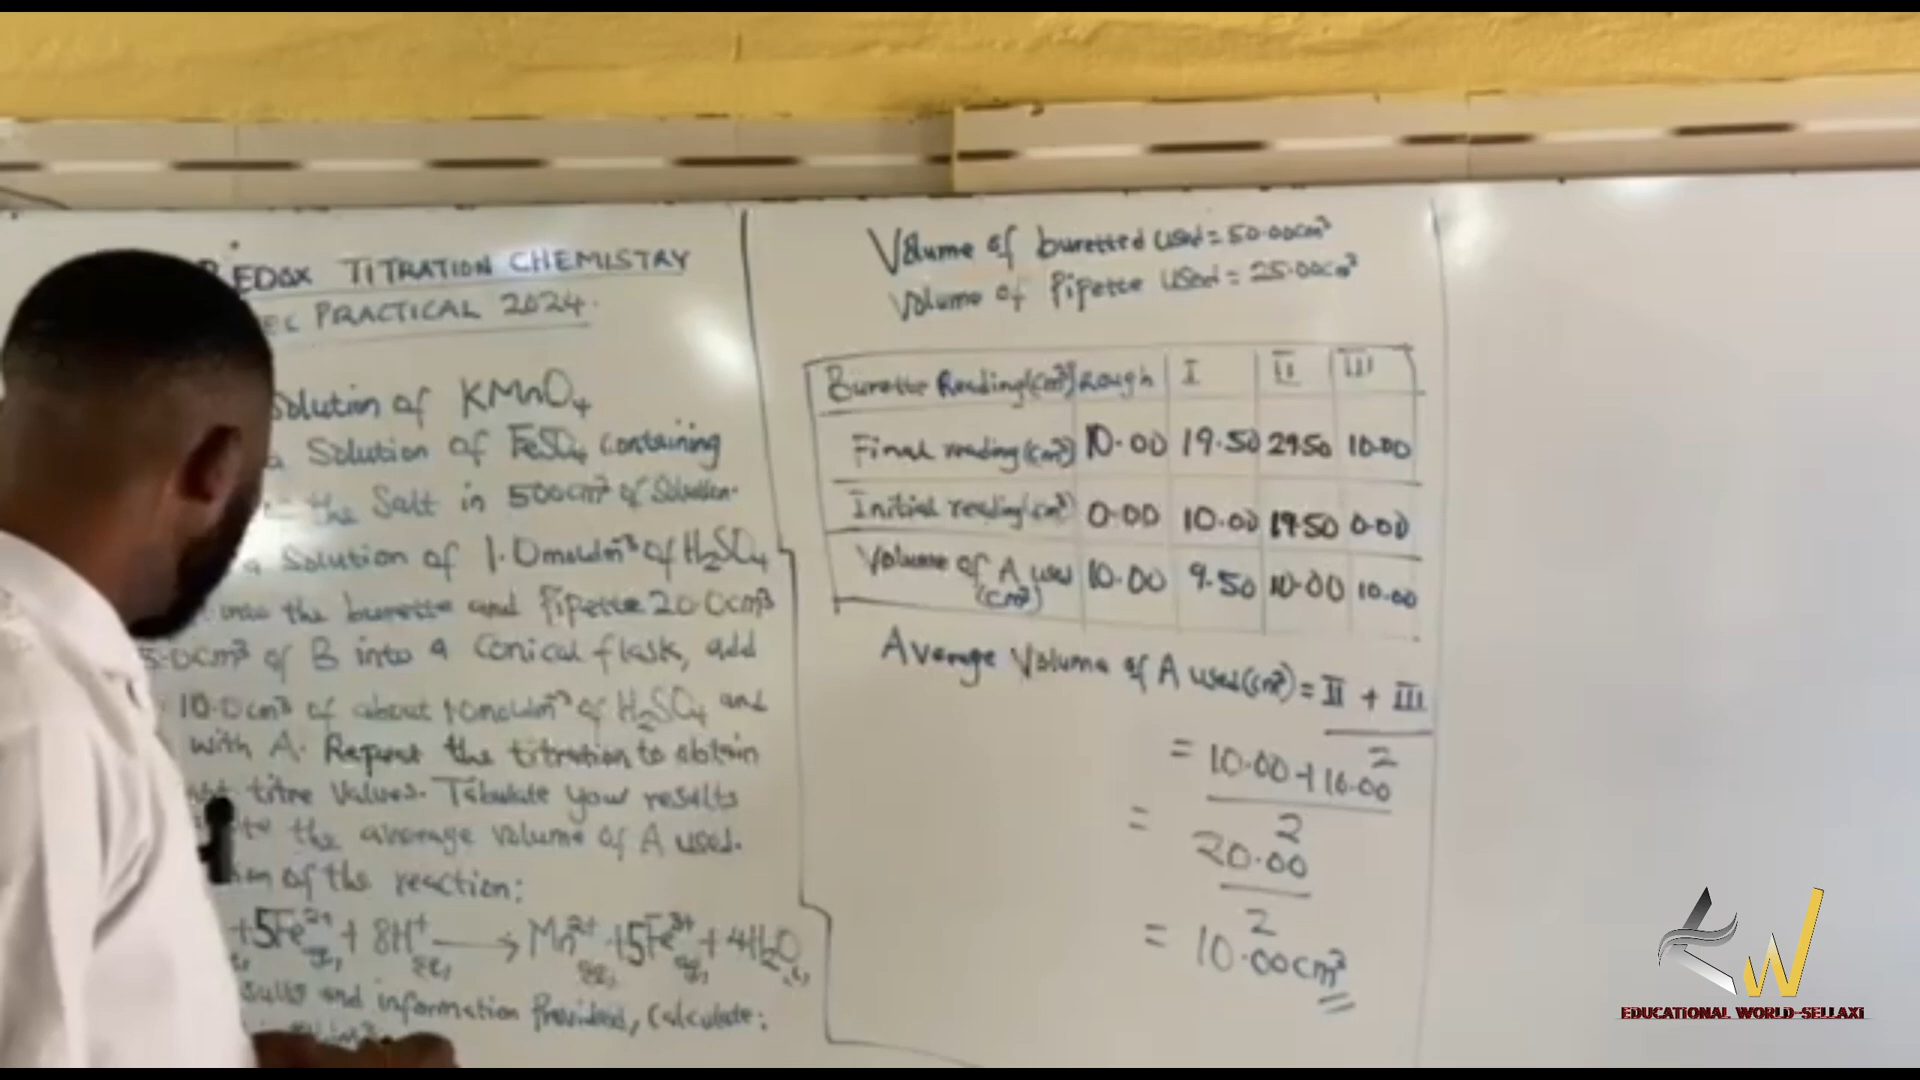 REDOX TITRATION CHEMISTRY
EC PRACTICAL 2024.
Solution of KMnO4
a Solution of FeSO4 containing
the Salt in 500cm³ of Solution.
a Solution of 1.0moldm⁻³ of H2SO4
into the burette and Pipette 20.0cm³
5.0cm³ of B into a Conical flask, add
10.0cm³ of about 1.0moldm⁻³ of H2SO4 and
with A. Repeat the titration to obtain
titre Values. Tabulate your results
the average volume of A used.
of the reaction:
+5Fe²⁺ + 8H⁺ → Mn²⁺ +5Fe³⁺ + 4H2O
and information Provided, Calculate:
Volume of buretted used = 50.00cm³
Volume of Pipette used = 25.00cm³
Burette Reading(cm³) Rough I II III
Final reading(cm³) 10.00 19.50 29.50 10.00
Initial reading(cm³) 0.00 10.00 19.50 0.00
Volume of A used (cm³) 10.00 9.50 10.00 10.00
Average Volume of A used(cm³) = II + III
2
= 10.00+10.00
2
= 20.00
2
= 10.00cm³
EDUCATIONAL WORLD-SELLAXI